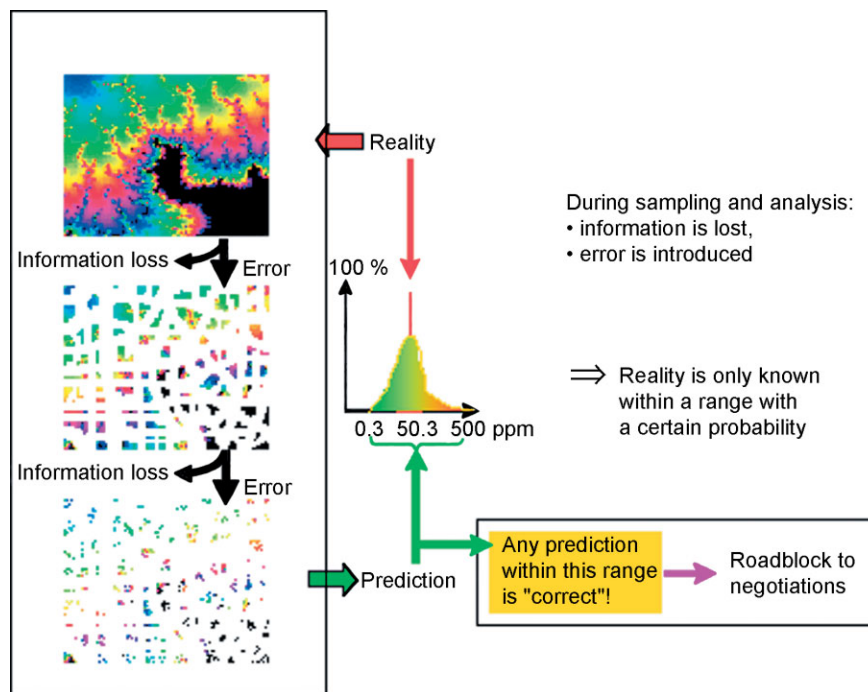 Reality
During sampling and analysis:
• information is lost,
• error is introduced
Information loss
Error
100 %
⇒ Reality is only known
within a range with
a certain probability
0.3 50.3 500 ppm
Information loss
Error
Prediction
Any prediction
within this range
is "correct"!
Roadblock to
negotiations